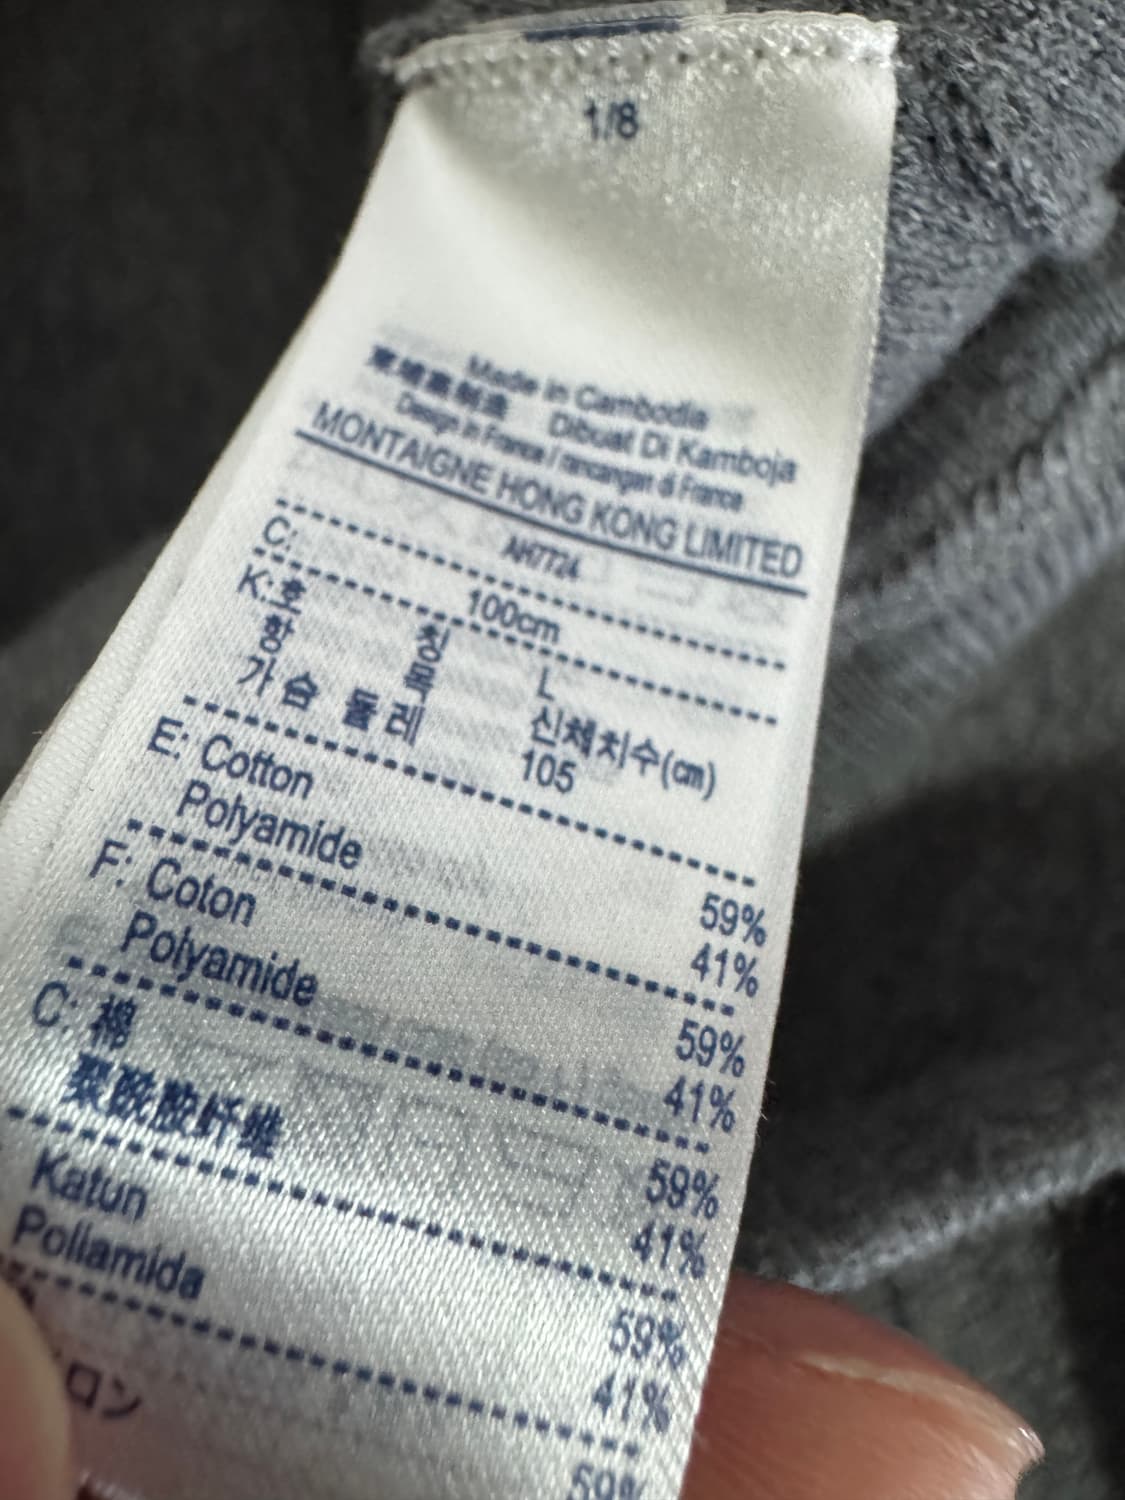 1/8
Made in Cambodia
柬埔寨制造 Dibuat Di Kamboja
Design in France / rancangan di France
MONTAIGNE HONG KONG LIMITED
AH7724
C: 100cm
K: 호 칭 L
항 목 신체치수(cm)
가 슴 둘 레 105
E: Cotton 59%
Polyamide 41%
F: Coton 59%
Polyamide 41%
C: 棉 59%
聚酰胺纤维 41%
Katun 59%
Poliamida 41%
ロン 59%